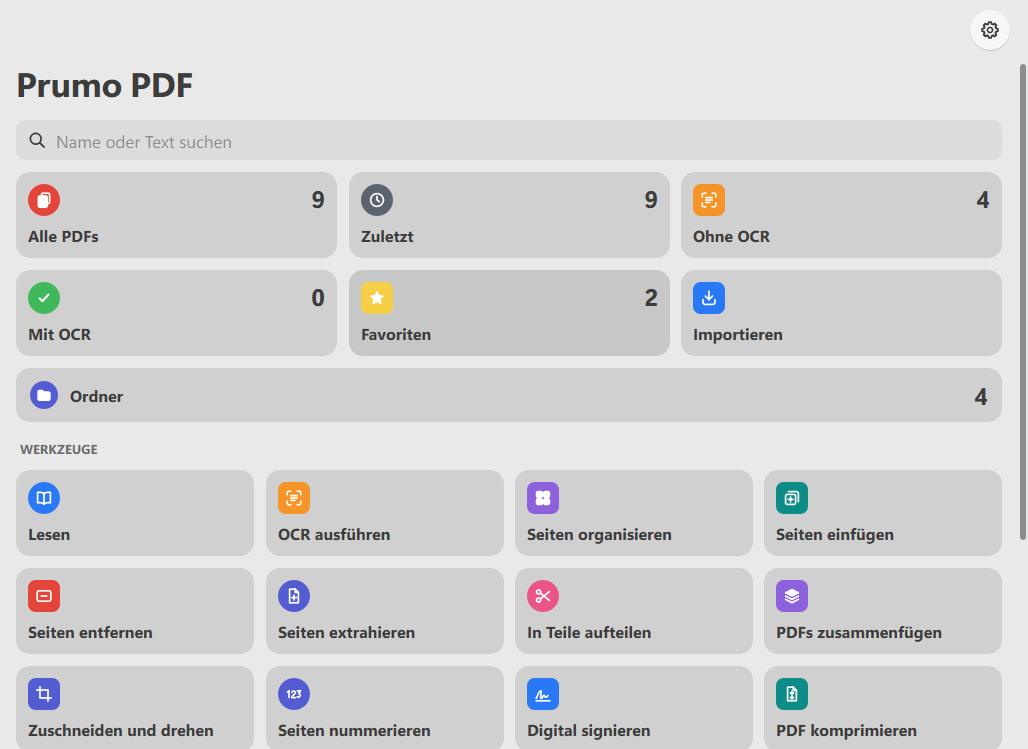 Prumo PDF
Name oder Text suchen
9
9
4
Alle PDFs
Zuletzt
Ohne OCR
0
2
Mit OCR
Favoriten
Importieren
Ordner
4
WERKZEUGE
Lesen
OCR ausführen
Seiten organisieren
Seiten einfügen
Seiten entfernen
Seiten extrahieren
In Teile aufteilen
PDFs zusammenfügen
123
Zuschneiden und drehen
Seiten nummerieren
Digital signieren
PDF komprimieren